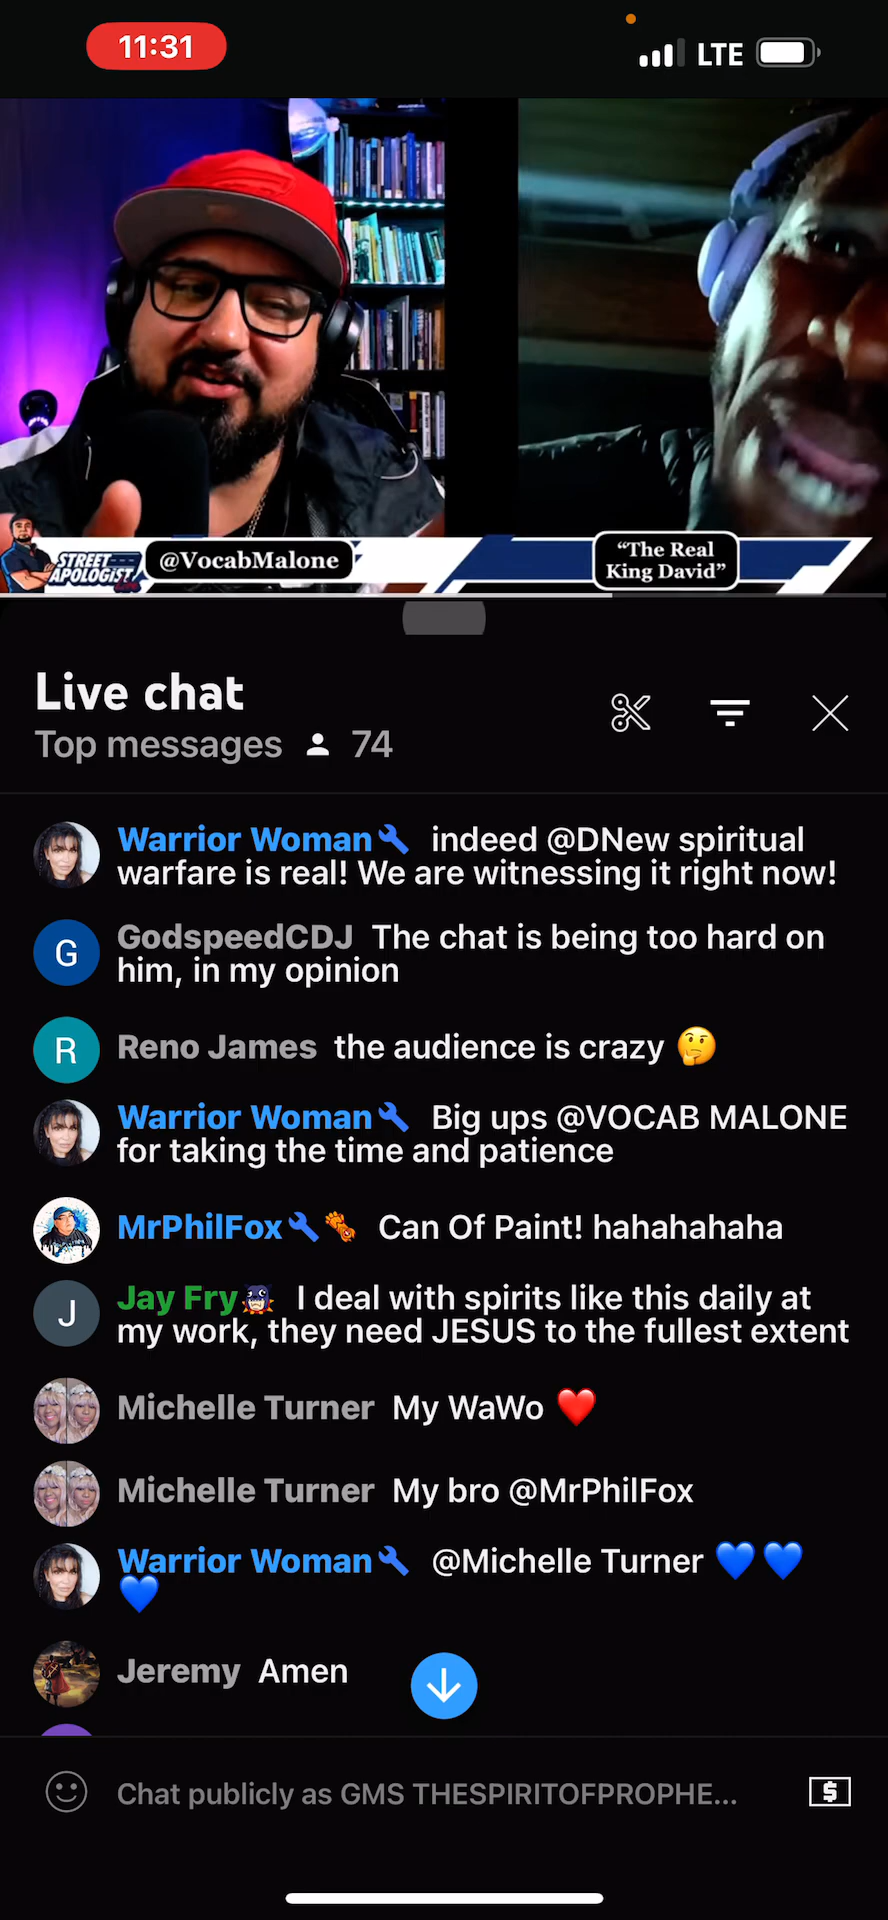 11:31
LTE
STREET
APOLOGIST
@VocabMalone
“The Real
King David”
Live chat
Top messages 74
Warrior Woman indeed @DNew spiritual
warfare is real! We are witnessing it right now!
G
GodspeedCDJ The chat is being too hard on
him, in my opinion
R
Reno James the audience is crazy 🤔
Warrior Woman Big ups @VOCAB MALONE
for taking the time and patience
MrPhilFox Can Of Paint! hahahahaha
J
Jay Fry I deal with spirits like this daily at
my work, they need JESUS to the fullest extent
Michelle Turner My WaWo ❤️
Michelle Turner My bro @MrPhilFox
Warrior Woman @Michelle Turner 💙💙
💙
Jeremy Amen
Chat publicly as GMS THESPIRITOFPROPHE...
$